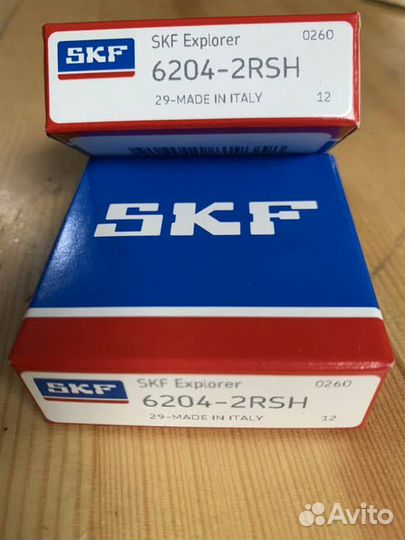 SKF
SKF Explorer 0260
6204-2RSH
29-MADE IN ITALY 12
SKF
SKF
SKF Explorer 0260
6204-2RSH
29-MADE IN ITALY 12
Avito